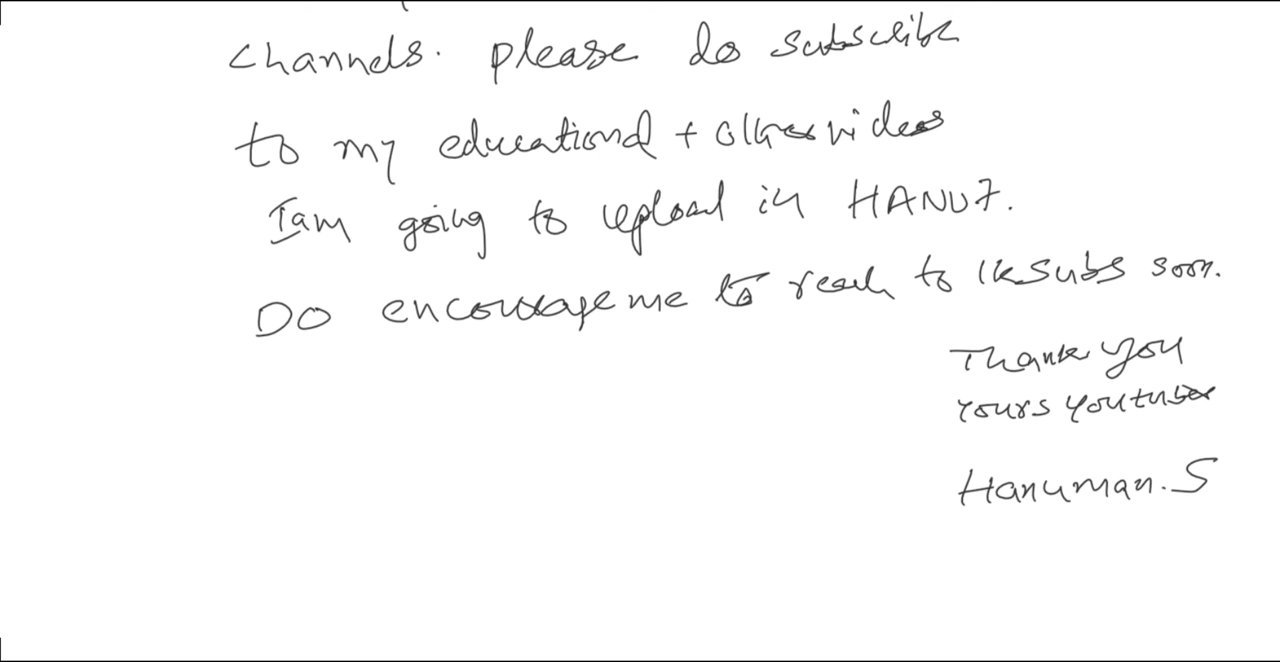 channels. please do subscribe
to my educational + other videos
I am going to upload in HANU7.
DO encourage me to reach to 1k subs soon.
Thank you
Yours Youtuber
Hanuman. S